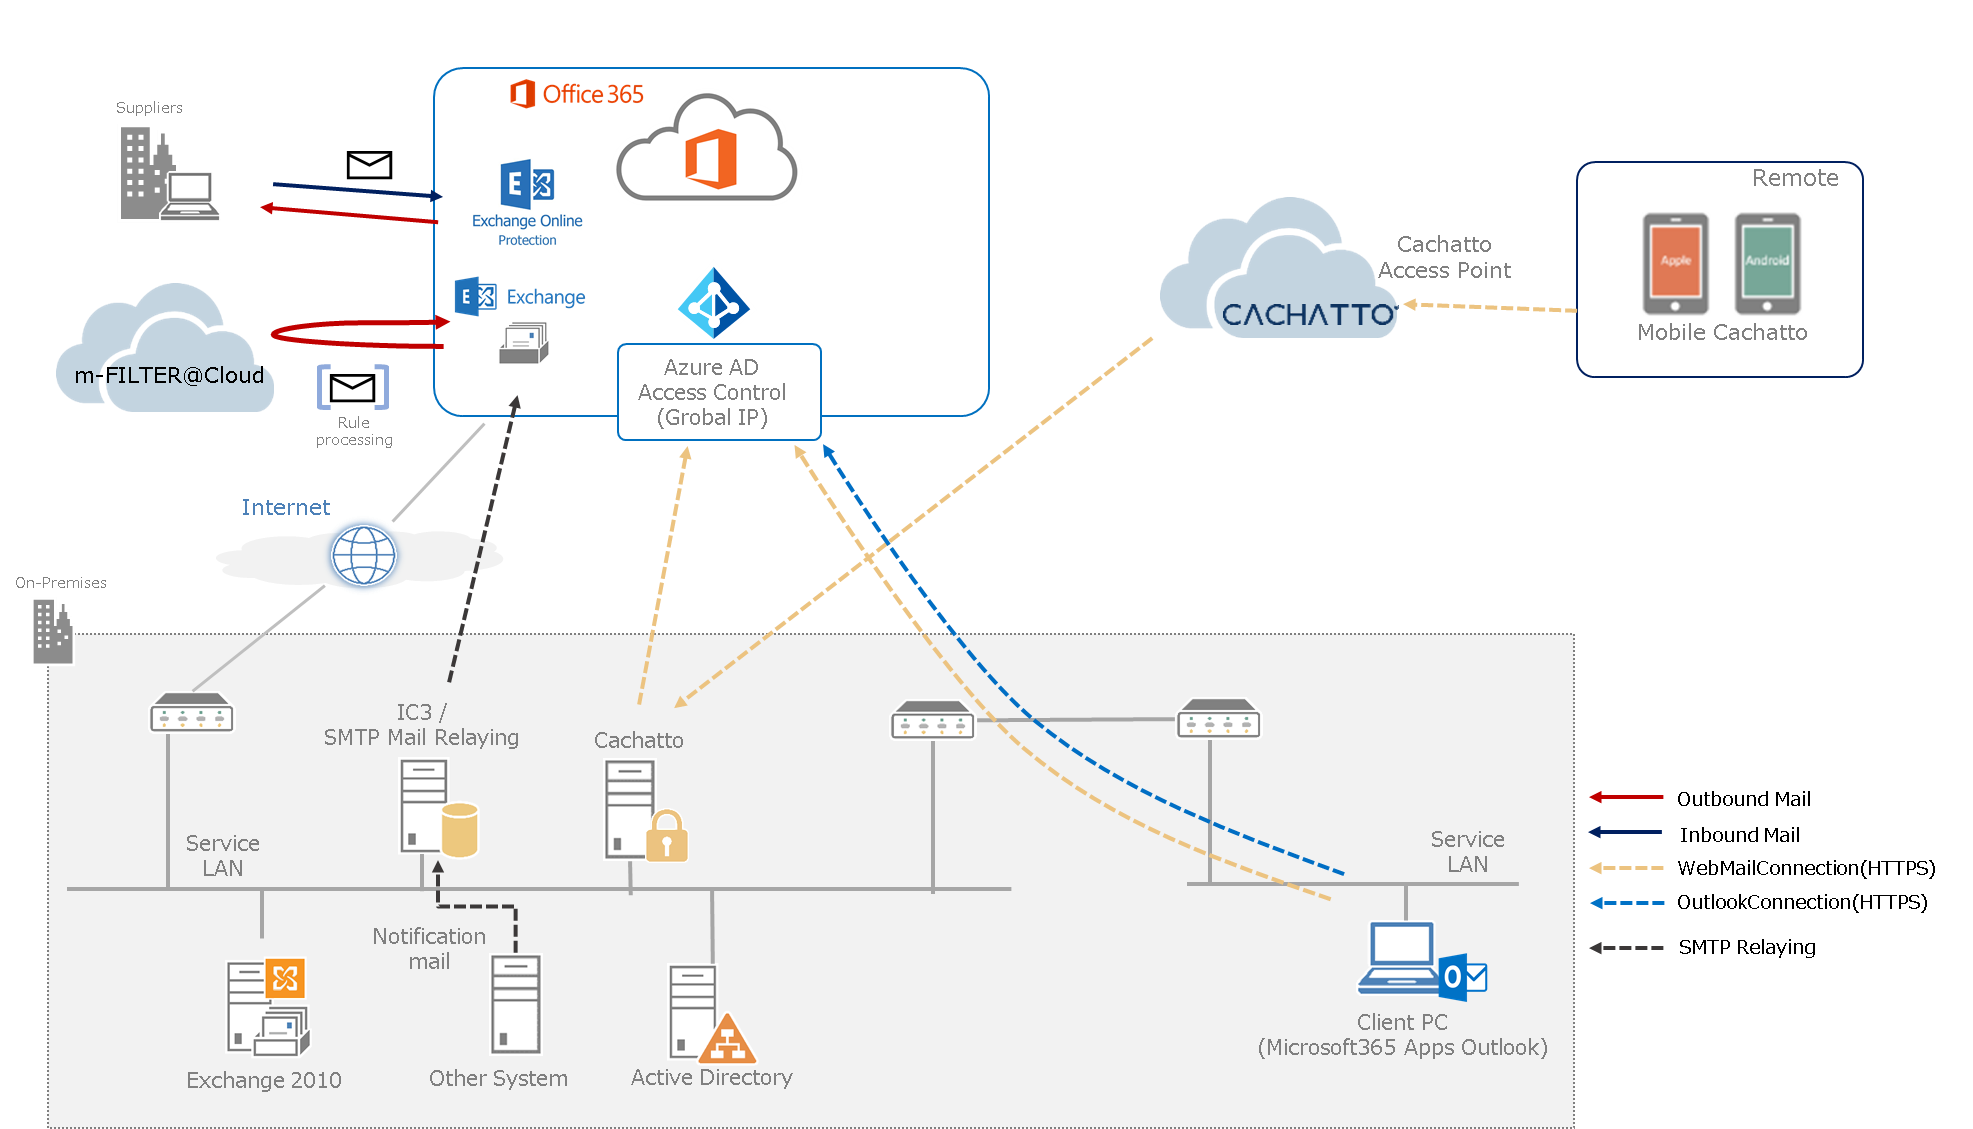 Suppliers
Office 365
E
Exchange Online
Protection
E
Exchange
m-FILTER@Cloud
Rule
processing
Azure AD
Access Control
(Grobal IP)
CACHATTO
Cachatto
Access Point
Remote
Apple
Android
Mobile Cachatto
Internet
On-Premises
IC3 /
SMTP Mail Relaying
Cachatto
Service
LAN
Service
LAN
Notification
mail
Exchange 2010
Other System
Active Directory
O
Client PC
(Microsoft365 Apps Outlook)
Outbound Mail
Inbound Mail
WebMailConnection(HTTPS)
OutlookConnection(HTTPS)
SMTP Relaying